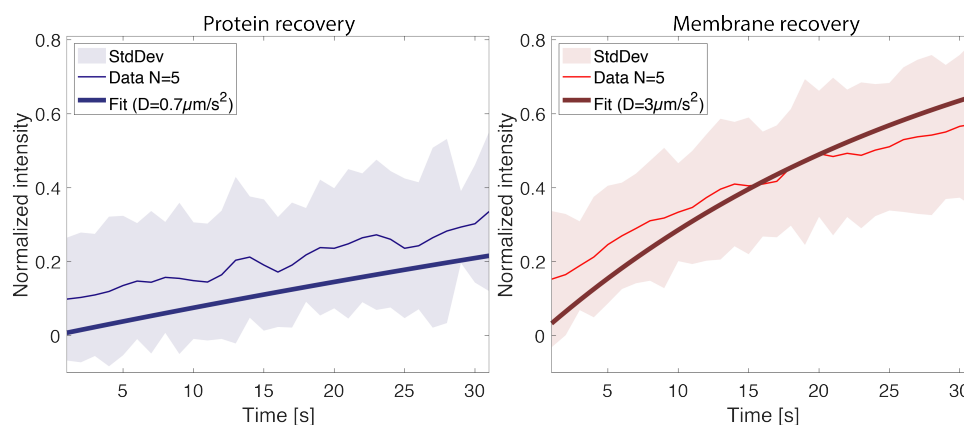 Protein recovery
0.8
0.6
0.4
0.2
0
Normalized intensity
StdDev
Data N=5
Fit (D=0.7µm/s²)
5 10 15 20 25 30
Time [s]
Membrane recovery
0.8
0.6
0.4
0.2
0
Normalized intensity
StdDev
Data N=5
Fit (D=3µm/s²)
5 10 15 20 25 30
Time [s]